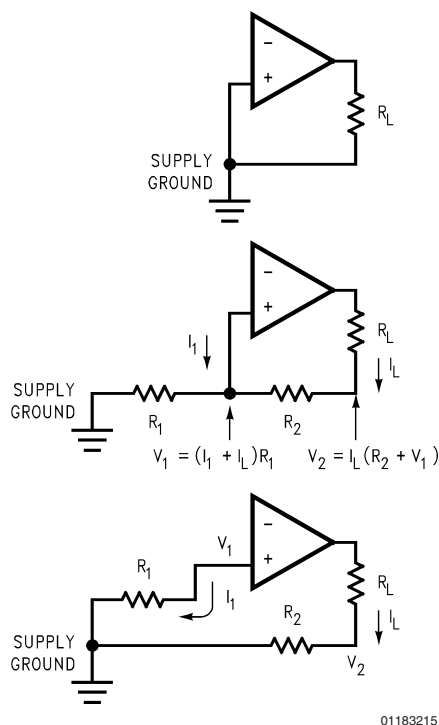 −
+
R_L
SUPPLY
GROUND
−
+
I_1
R_L
I_L
SUPPLY
GROUND
R_1
R_2
V_1 = (I_1 + I_L)R_1
V_2 = I_L(R_2 + V_1)
−
+
V_1
R_1
I_1
R_2
R_L
I_L
SUPPLY
GROUND
V_2
01183215